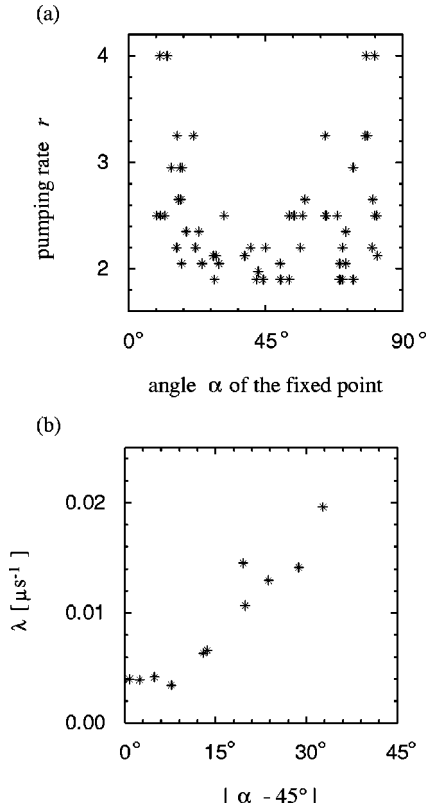 (a)
4
3
2
pumping rate r
0° 45° 90°
angle α of the fixed point
(b)
0.02
0.01
0.00
λ [ μs-1 ]
0° 15° 30° 45°
| α - 45° |